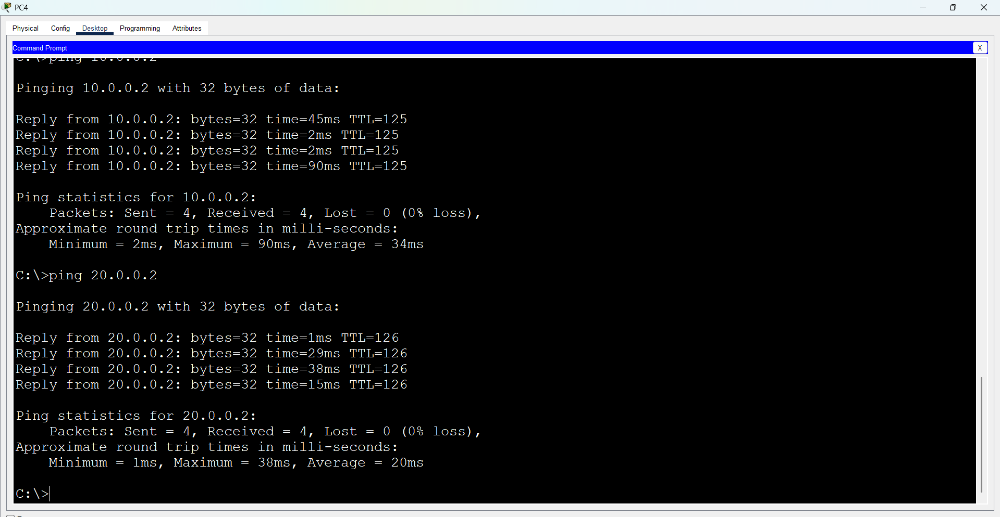 PC4
Physical Config Desktop Programming Attributes
Command Prompt
X
C:\>ping 10.0.0.2
Pinging 10.0.0.2 with 32 bytes of data:
Reply from 10.0.0.2: bytes=32 time=45ms TTL=125
Reply from 10.0.0.2: bytes=32 time=2ms TTL=125
Reply from 10.0.0.2: bytes=32 time=2ms TTL=125
Reply from 10.0.0.2: bytes=32 time=90ms TTL=125
Ping statistics for 10.0.0.2:
    Packets: Sent = 4, Received = 4, Lost = 0 (0% loss),
Approximate round trip times in milli-seconds:
    Minimum = 2ms, Maximum = 90ms, Average = 34ms
C:\>ping 20.0.0.2
Pinging 20.0.0.2 with 32 bytes of data:
Reply from 20.0.0.2: bytes=32 time=1ms TTL=126
Reply from 20.0.0.2: bytes=32 time=29ms TTL=126
Reply from 20.0.0.2: bytes=32 time=38ms TTL=126
Reply from 20.0.0.2: bytes=32 time=15ms TTL=126
Ping statistics for 20.0.0.2:
    Packets: Sent = 4, Received = 4, Lost = 0 (0% loss),
Approximate round trip times in milli-seconds:
    Minimum = 1ms, Maximum = 38ms, Average = 20ms
C:\>